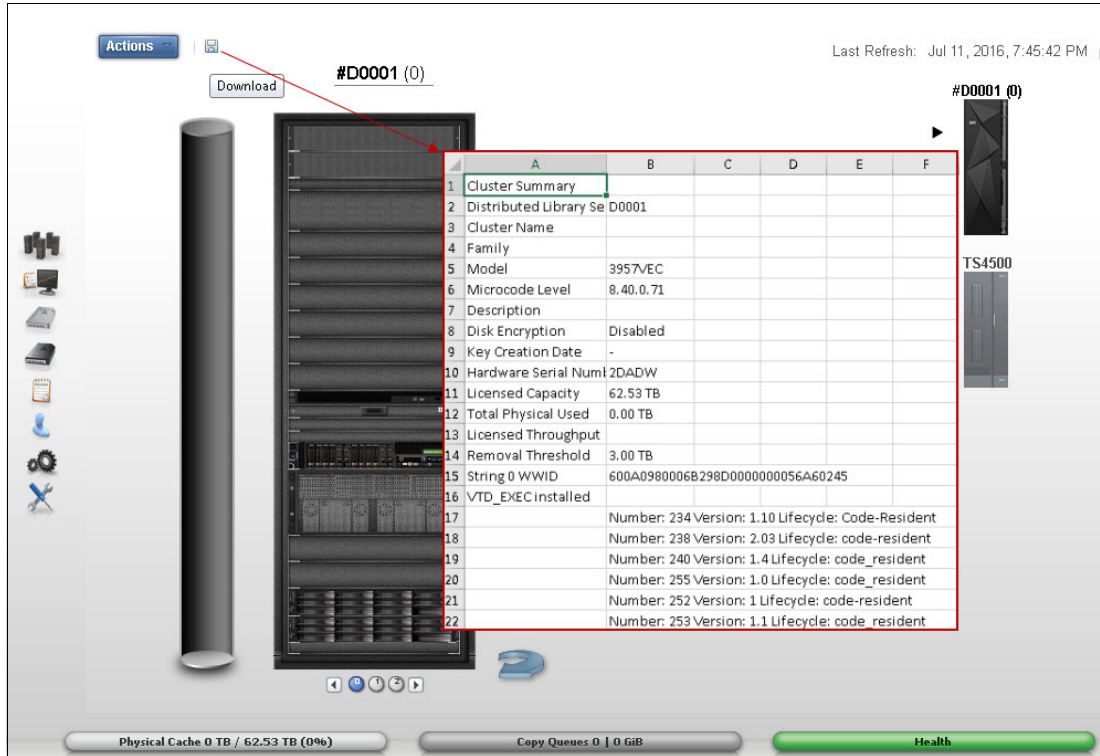 Actions
Last Refresh: Jul 11, 2016, 7:45:42 PM
Download
#D0001 (0)
#D0001 (0)
TS4500
A B C D E F
1 Cluster Summary
2 Distributed Library Se D0001
3 Cluster Name
4 Family
5 Model 3957VEC
6 Microcode Level 8.40.0.71
7 Description
8 Disk Encryption Disabled
9 Key Creation Date -
10 Hardware Serial Num 2DADW
11 Licensed Capacity 62.53 TB
12 Total Physical Used 0.00 TB
13 Licensed Throughput
14 Removal Threshold 3.00 TB
15 String 0 WWID 600A0980006B298D0000000056A60245
16 VTD_EXEC installed
17 Number: 234 Version: 1.10 Lifecycle: Code-Resident
18 Number: 238 Version: 2.03 Lifecycle: code-resident
19 Number: 240 Version: 1.4 Lifecycle: code_resident
20 Number: 255 Version: 1.0 Lifecycle: code_resident
21 Number: 252 Version: 1 Lifecycle: code-resident
22 Number: 253 Version: 1.1 Lifecycle: code_resident
0 1 2
Physical Cache 0 TB / 62.53 TB (0%)
Copy Queues 0 | 0 GiB
Health